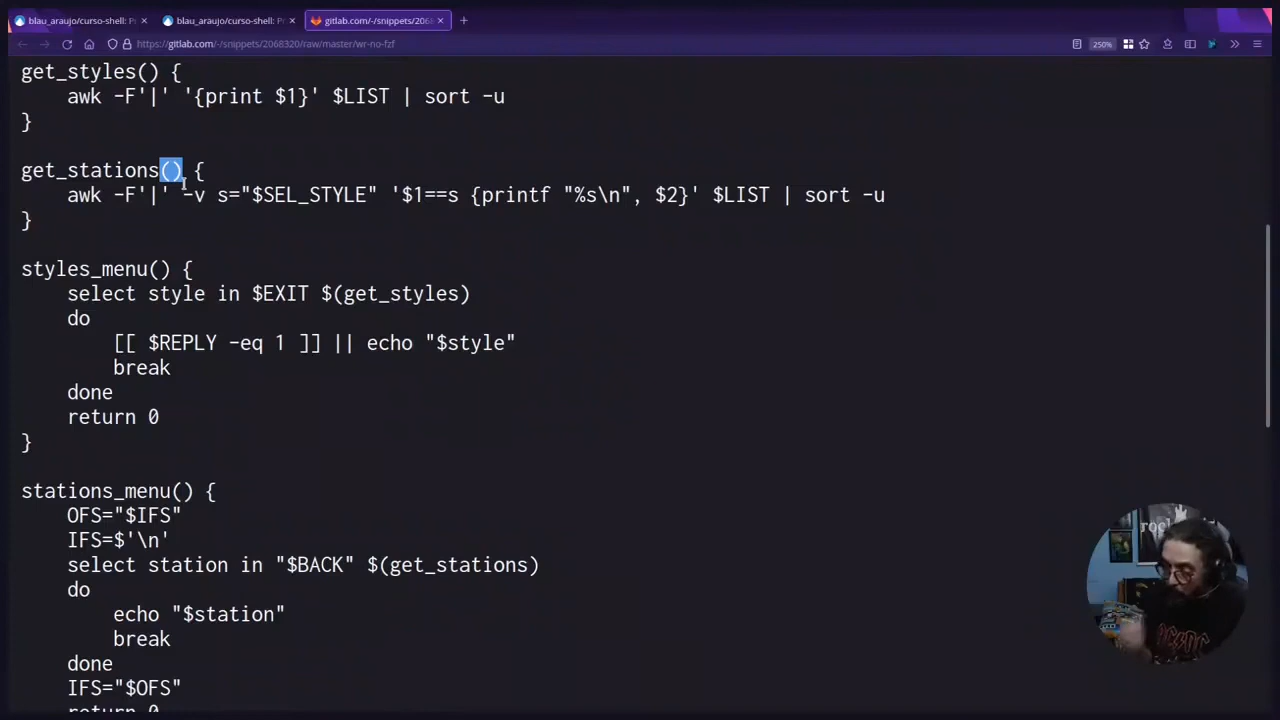 blau_araujo/curso-shell: P
blau_araujo/curso-shell: P
gitlab.com/-/snippets/2068
https://gitlab.com/-/snippets/2068320/raw/master/wr-no-fzf
250%
get_styles() {
    awk -F'|' '{print $1}' $LIST | sort -u
}
get_stations() {
    awk -F'|' -v s="$SEL_STYLE" '$1==s {printf "%s\n", $2}' $LIST | sort -u
}
styles_menu() {
    select style in $EXIT $(get_styles)
    do
        [[ $REPLY -eq 1 ]] || echo "$style"
        break
    done
    return 0
}
stations_menu() {
    OFS="$IFS"
    IFS=$'\n'
    select station in "$BACK" $(get_stations)
    do
        echo "$station"
        break
    done
    IFS="$OFS"
    return 0